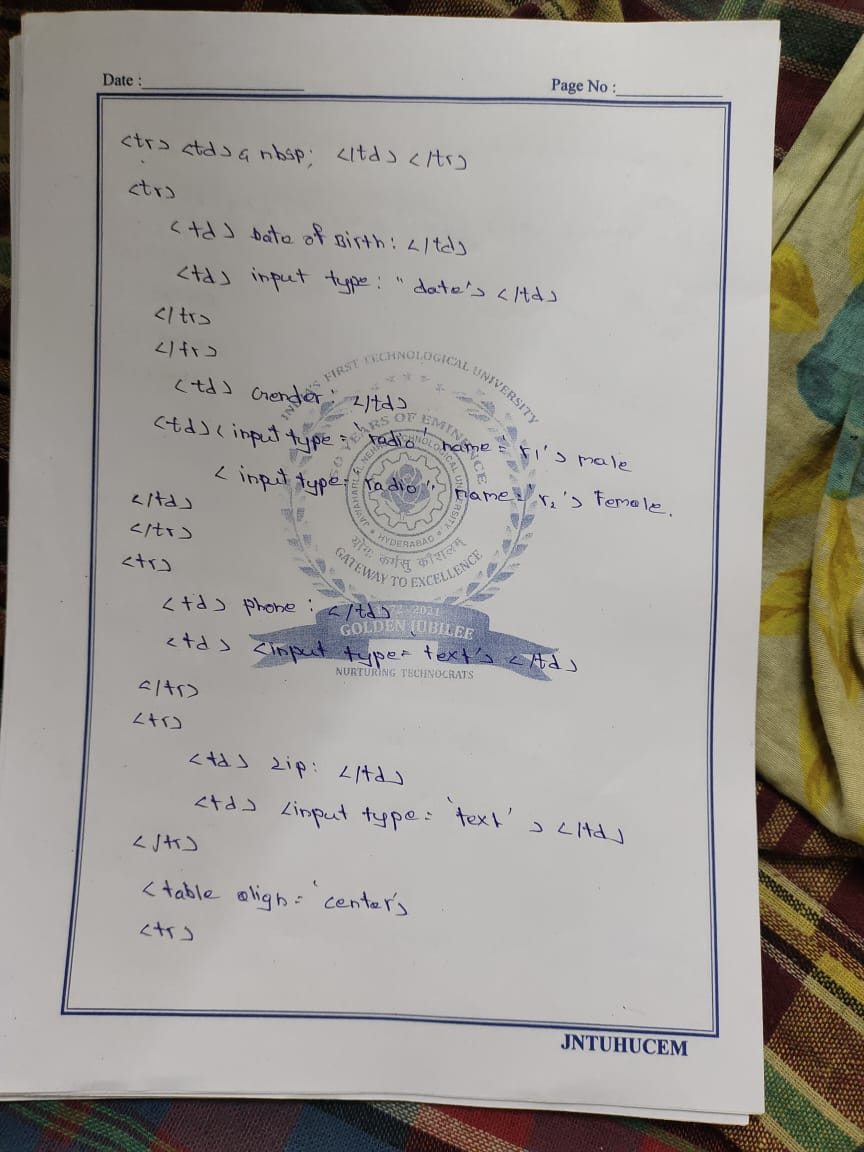 Date :
Page No :
<tr> <td> & nbsp; </td> </tr>
<tr>
<td> Date of Birth: </td>
<td> input type: "date'> </td>
</tr>
</tr>
<td> Gender: </td>
<td> <input type = 'radio' name = 'r1'> male
<input type= 'radio' name='r2'> Female.
</td>
</tr>
<tr>
<td> phone : </td>
<td> <input type= 'text'> </td>
</tr>
<tr>
<td> zip: </td>
<td> <input type= 'text' > </td>
</tr>
<table align= 'center'>
<tr>
INDIA'S FIRST TECHNOLOGICAL UNIVERSITY
50 YEARS OF EMINENCE
JAWAHARLAL NEHRU TECHNOLOGICAL UNIVERSITY
HYDERABAD
योगः कर्मसु कौशलम्
GATEWAY TO EXCELLENCE
1972-2021
GOLDEN JUBILEE
NURTURING TECHNOCRATS
JNTUHUCEM